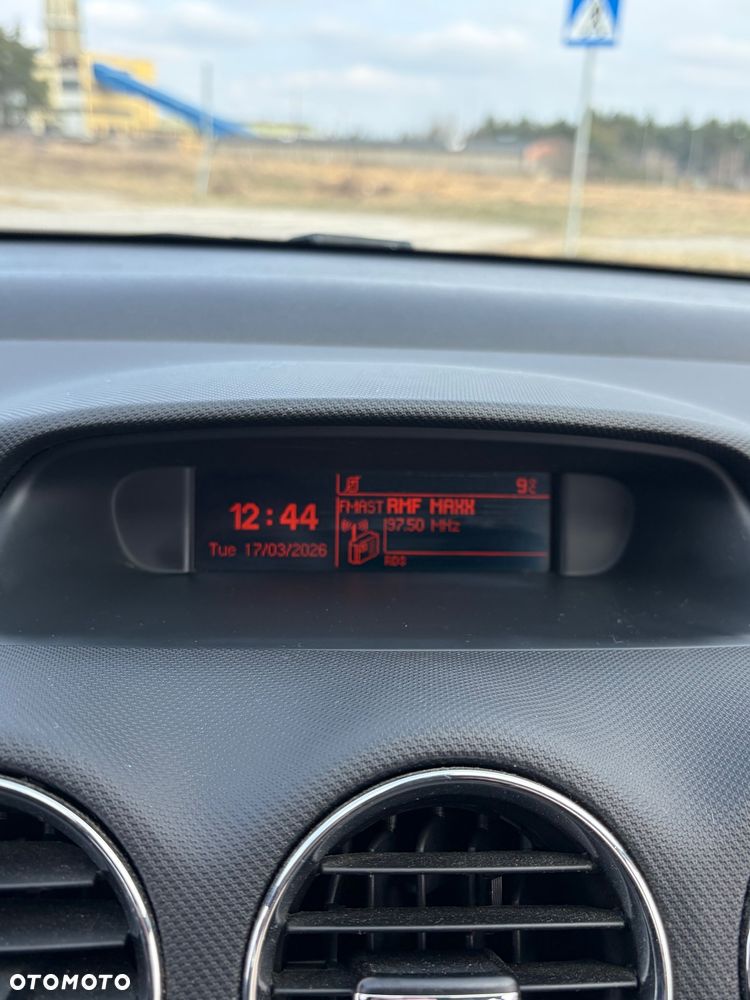 9°C
FMAST RMF MAXX
12:44
97.50 MHz
Tue 17/03/2026
RDS
OTOMOTO